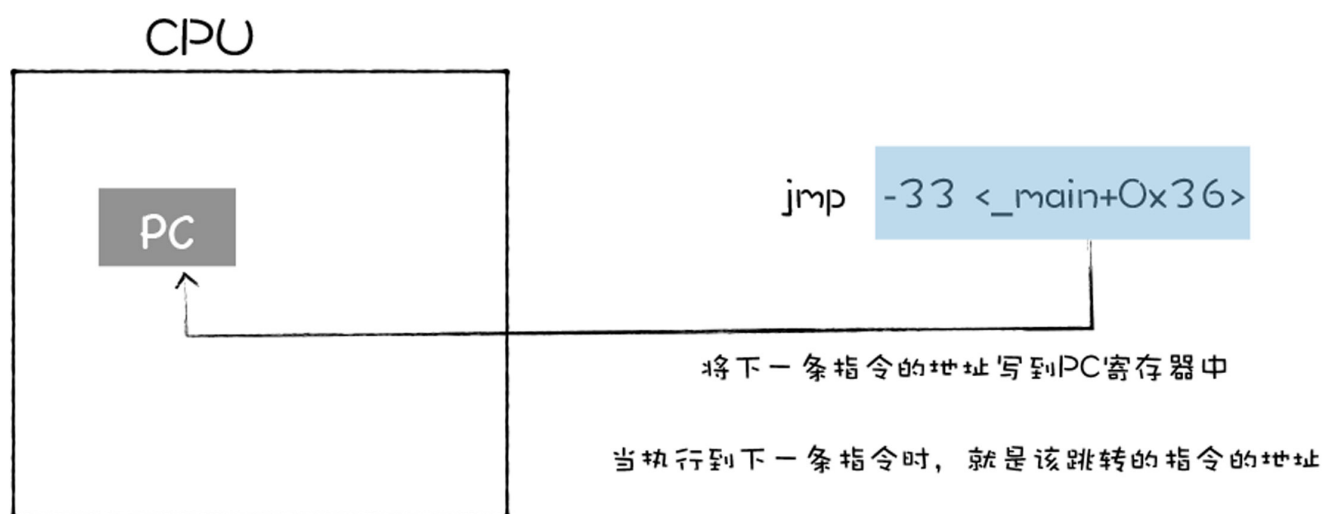 CPU
PC
jmp -33 <_main+0x36>
将下一条指令的地址写到PC寄存器中
当执行到下一条指令时，就是该跳转的指令的地址